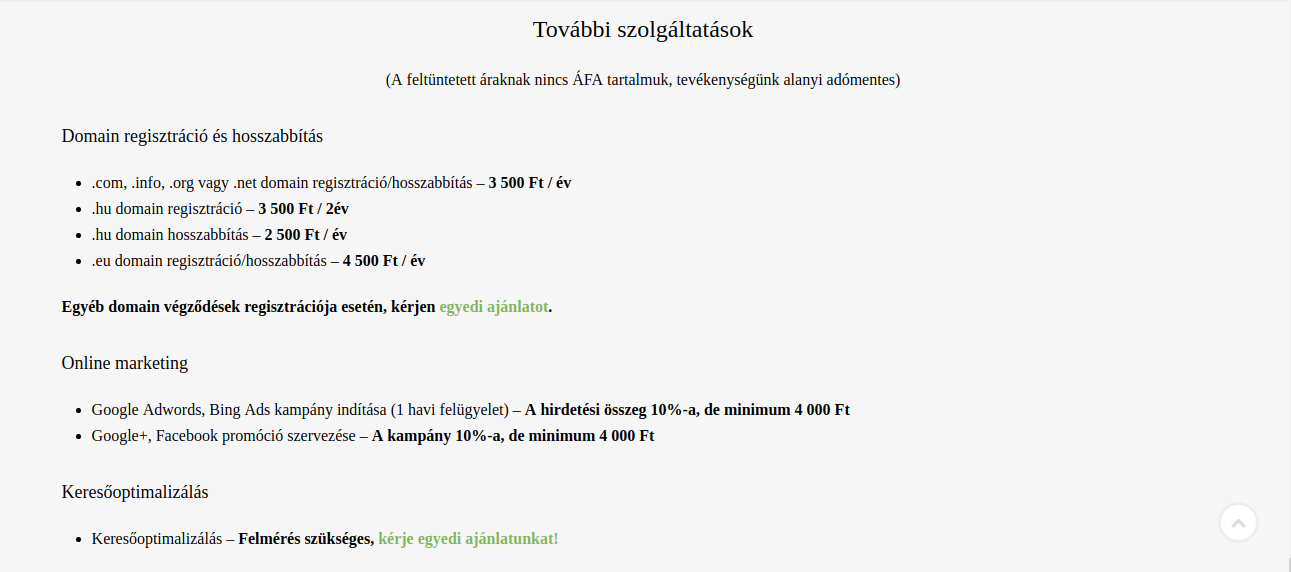 További szolgáltatások
(A feltüntetett áraknak nincs ÁFA tartalmuk, tevékenységünk alanyi adómentes)
Domain regisztráció és hosszabbítás
.com, .info, .org vagy .net domain regisztráció/hosszabbítás – 3 500 Ft / év
.hu domain regisztráció – 3 500 Ft / 2év
.hu domain hosszabbítás – 2 500 Ft / év
.eu domain regisztráció/hosszabbítás – 4 500 Ft / év
Egyéb domain végződések regisztrációja esetén, kérjen egyedi ajánlatot.
Online marketing
Google Adwords, Bing Ads kampány indítása (1 havi felügyelet) – A hirdetési összeg 10%-a, de minimum 4 000 Ft
Google+, Facebook promóció szervezése – A kampány 10%-a, de minimum 4 000 Ft
Keresőoptimalizálás
Keresőoptimalizálás – Felmérés szükséges, kérje egyedi ajánlatunkat!